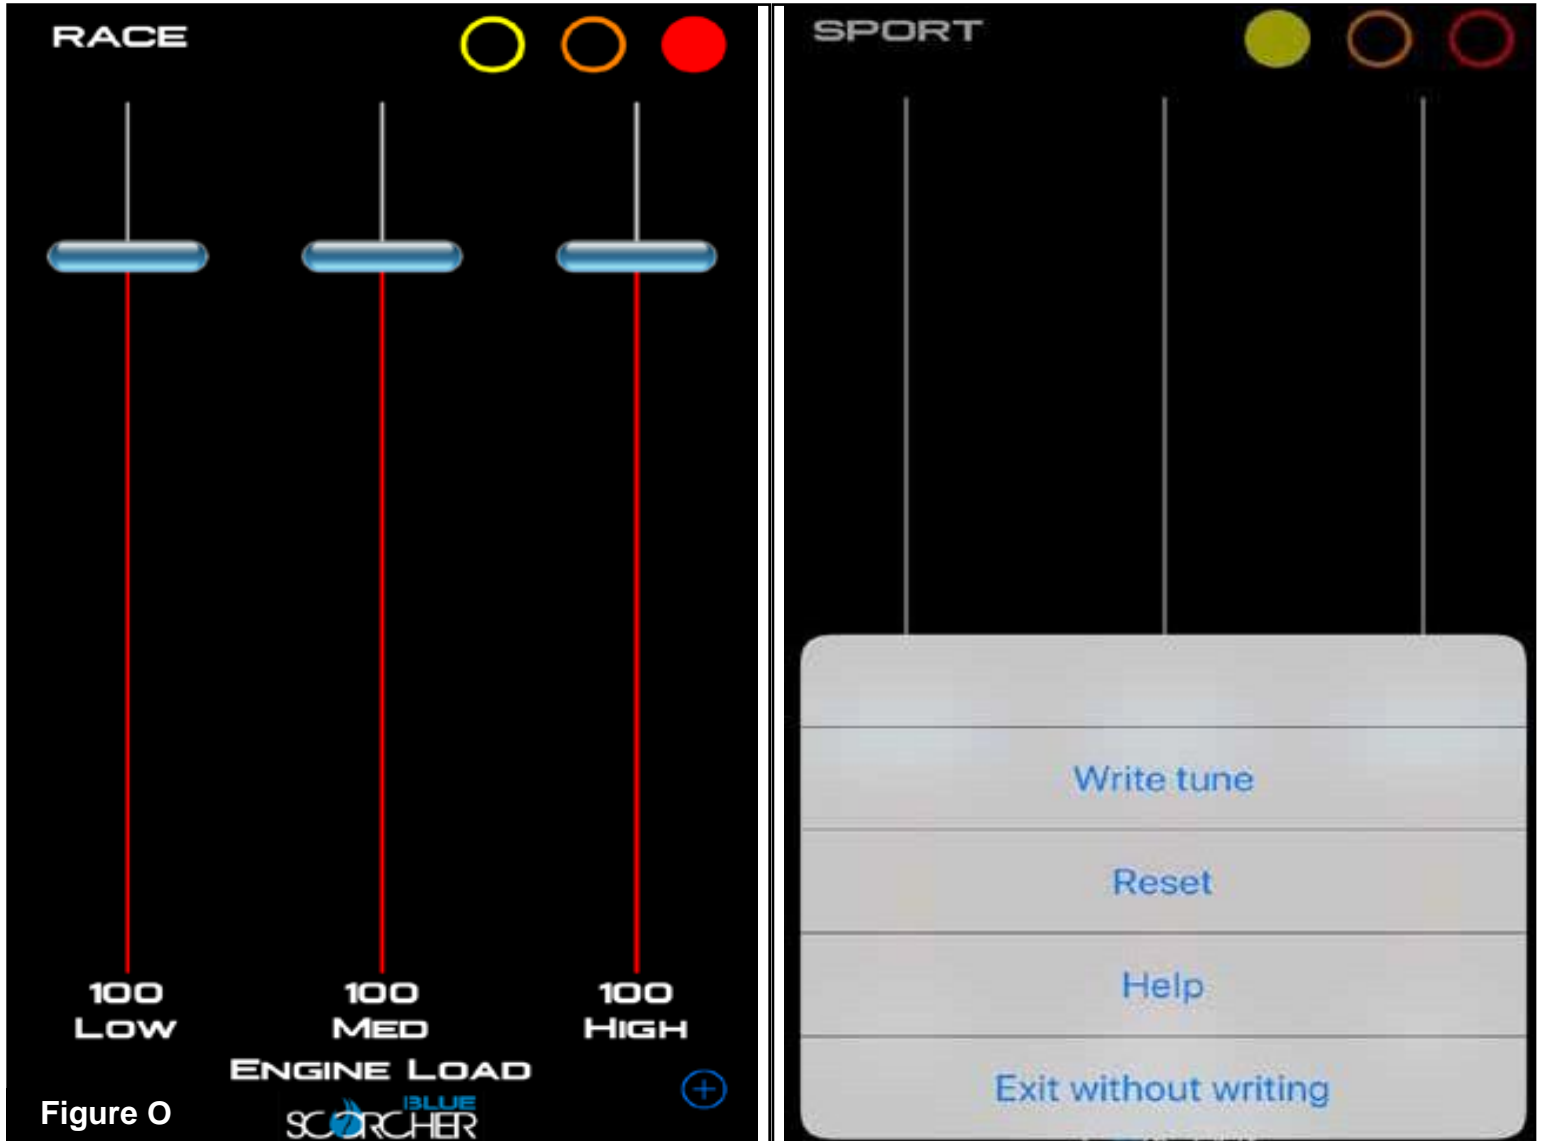 RACE
100 100 100
LOW MED HIGH
ENGINE LOAD
Figure O
BLUE
SCORCHER
SPORT
Write tune
Reset
Help
Exit without writing